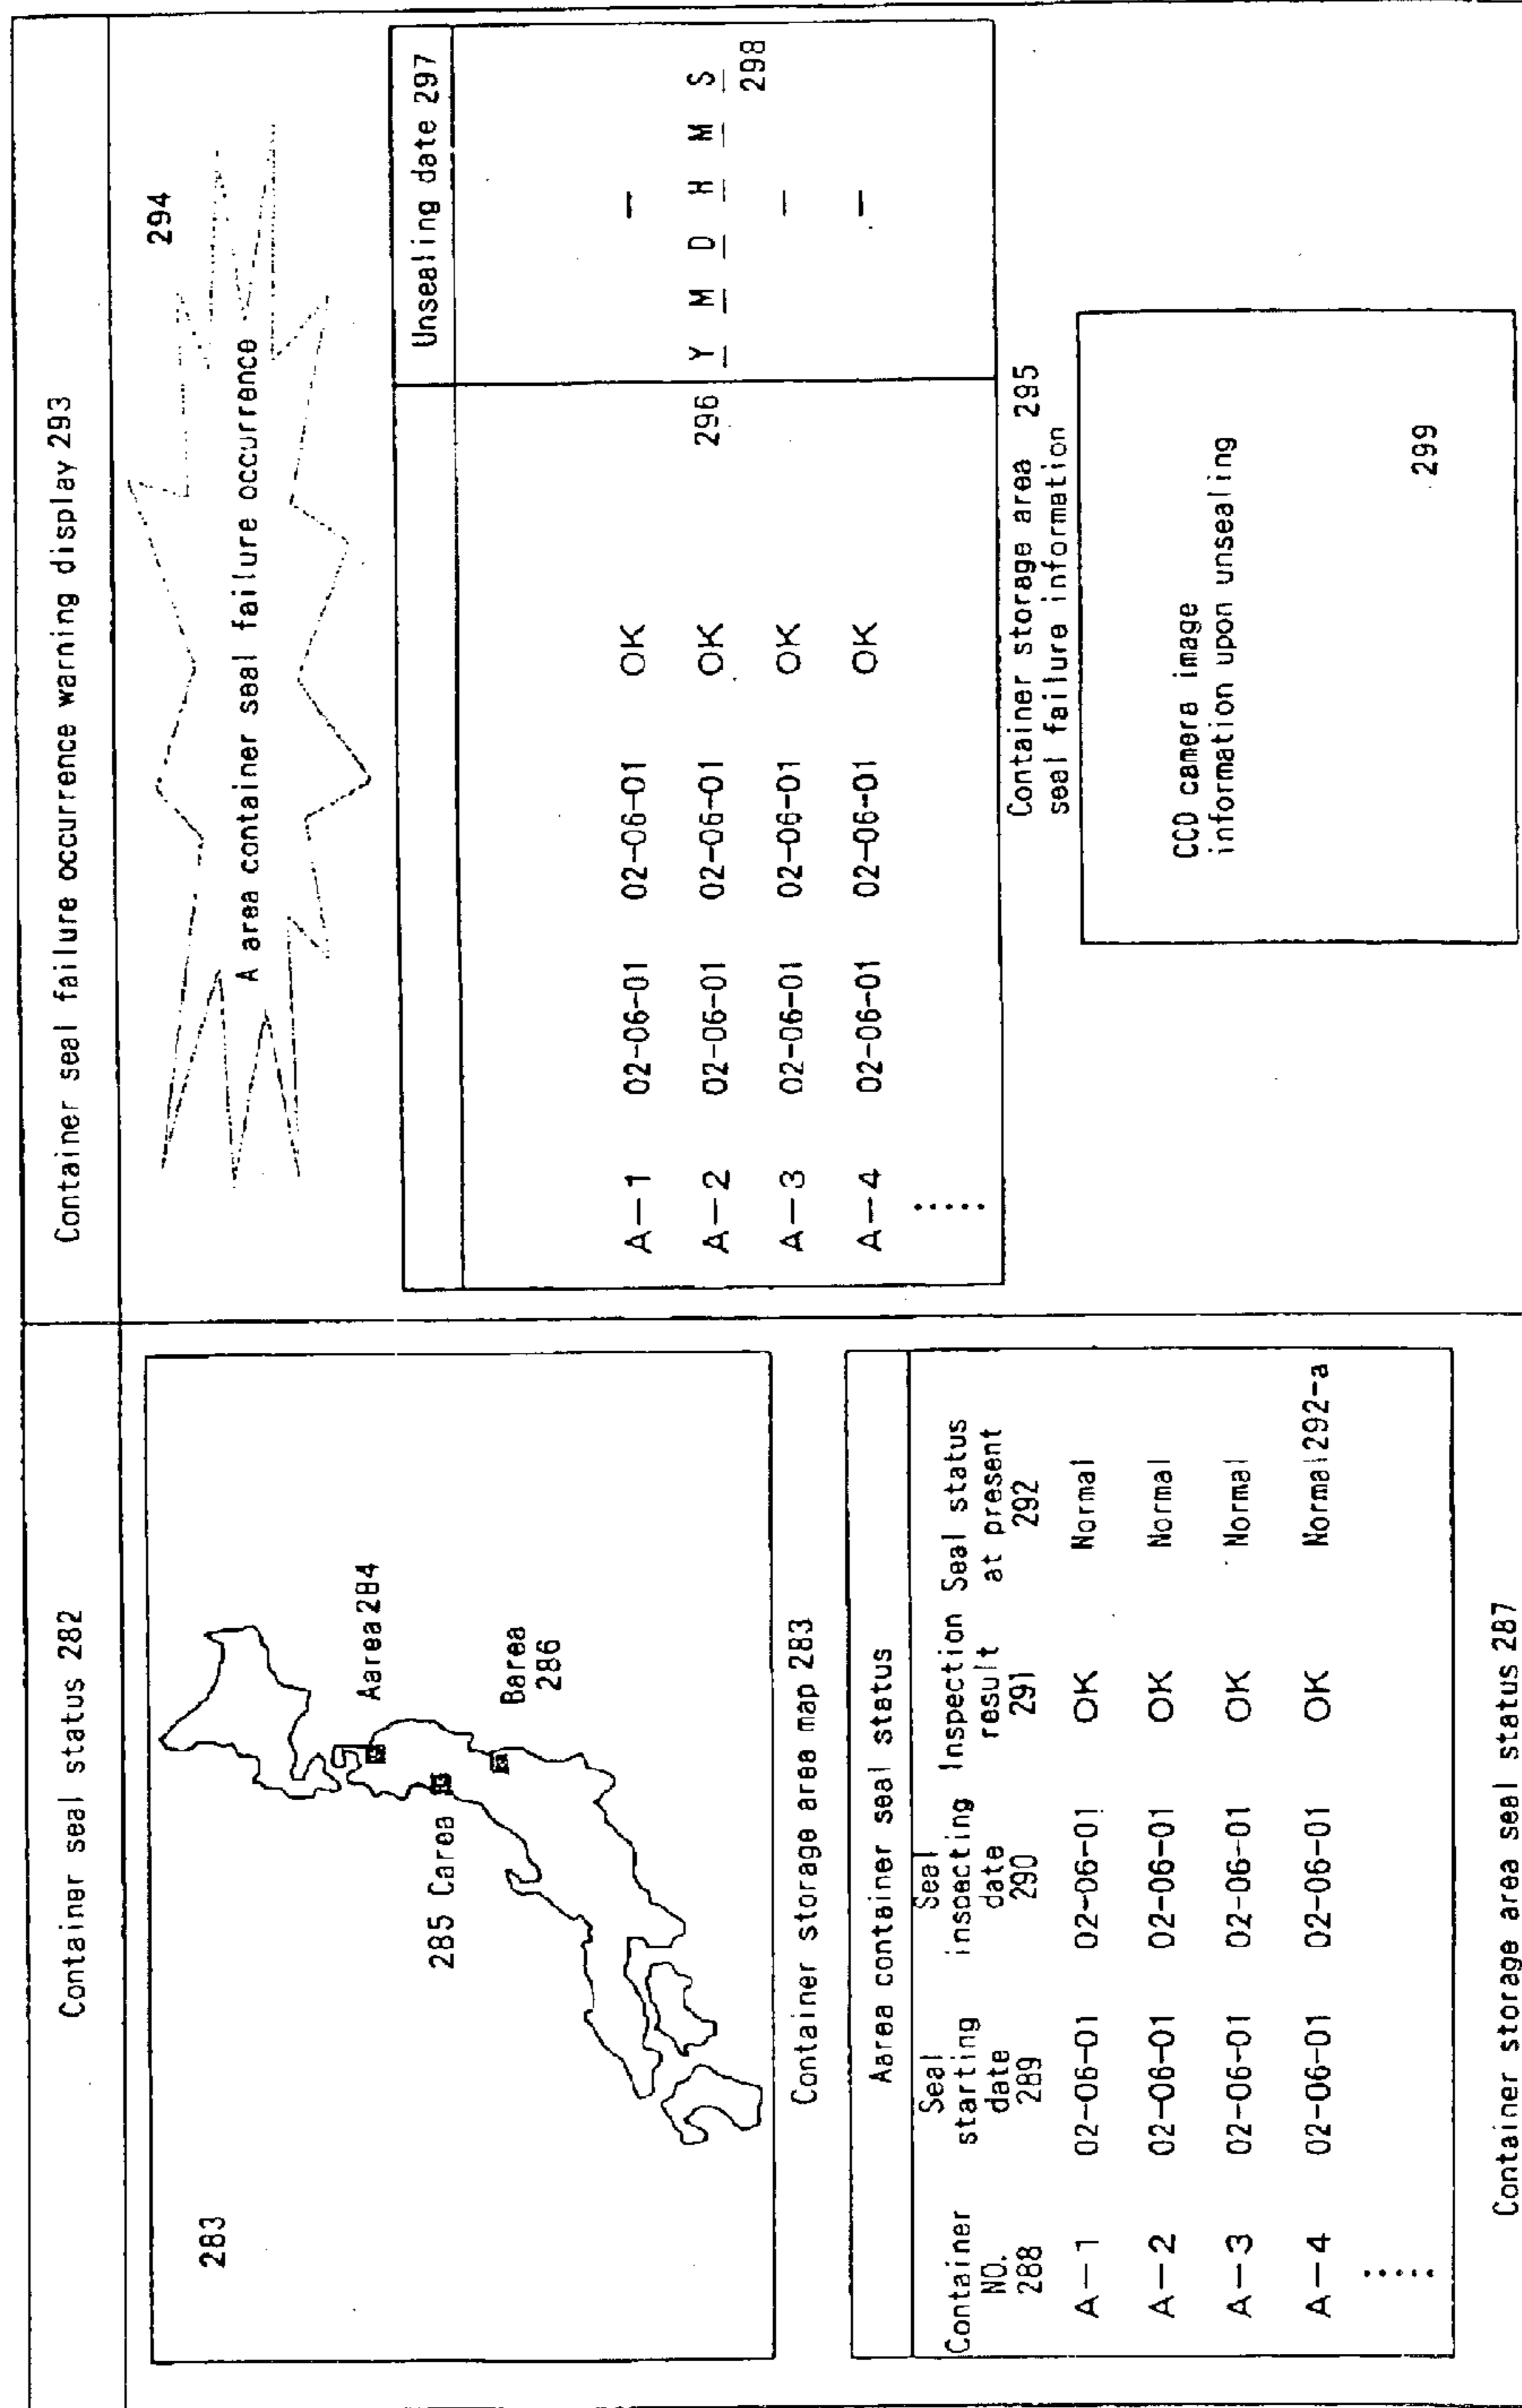 Container seal status 282
Container seal failure occurrence warning display 293
283
Aarea 284
285 Carea
Barea
286
Container storage area map 283
Aarea container seal status
Container NO. 288
Seal starting date 289
Seal inspecting date 290
Inspection result 291
Seal status at present 292
A-1 02-06-01 02-06-01 OK Normal
A-2 02-06-01 02-06-01 OK Normal
A-3 02-06-01 02-06-01 OK Normal
A-4 02-06-01 02-06-01 OK Normal 292-a
Container storage area seal status 287
294
A area container seal failure occurrence
Unsealing date 297
A-1 02-06-01 02-06-01 OK -
A-2 02-06-01 02-06-01 OK 296 Y M D H M S
298
A-3 02-06-01 02-06-01 OK -
A-4 02-06-01 02-06-01 OK -
Container storage area 295
seal failure information
CCD camera image
information upon unsealing
299